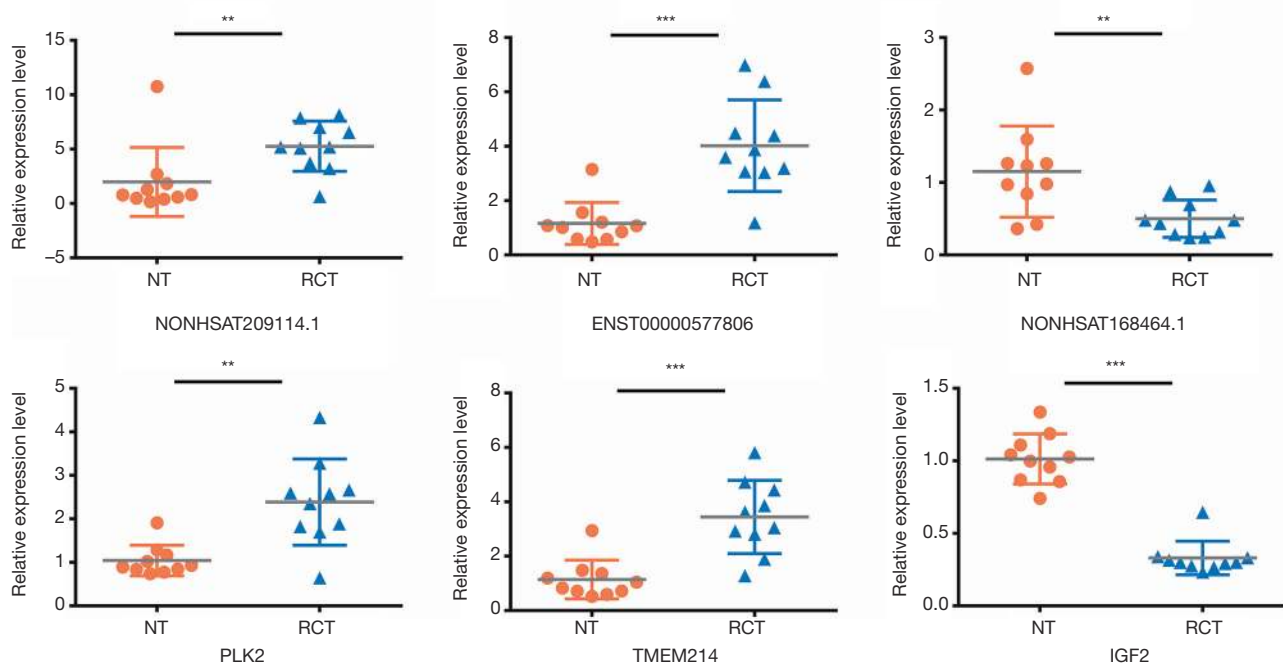 **
Relative expression level
15
10
5
0
–5
NT RCT
NONHSAT209114.1
***
Relative expression level
8
6
4
2
0
NT RCT
ENST00000577806
**
Relative expression level
3
2
1
0
NT RCT
NONHSAT168464.1
**
Relative expression level
5
4
3
2
1
0
NT RCT
PLK2
***
Relative expression level
8
6
4
2
0
NT RCT
TMEM214
***
Relative expression level
1.5
1.0
0.5
0.0
NT RCT
IGF2